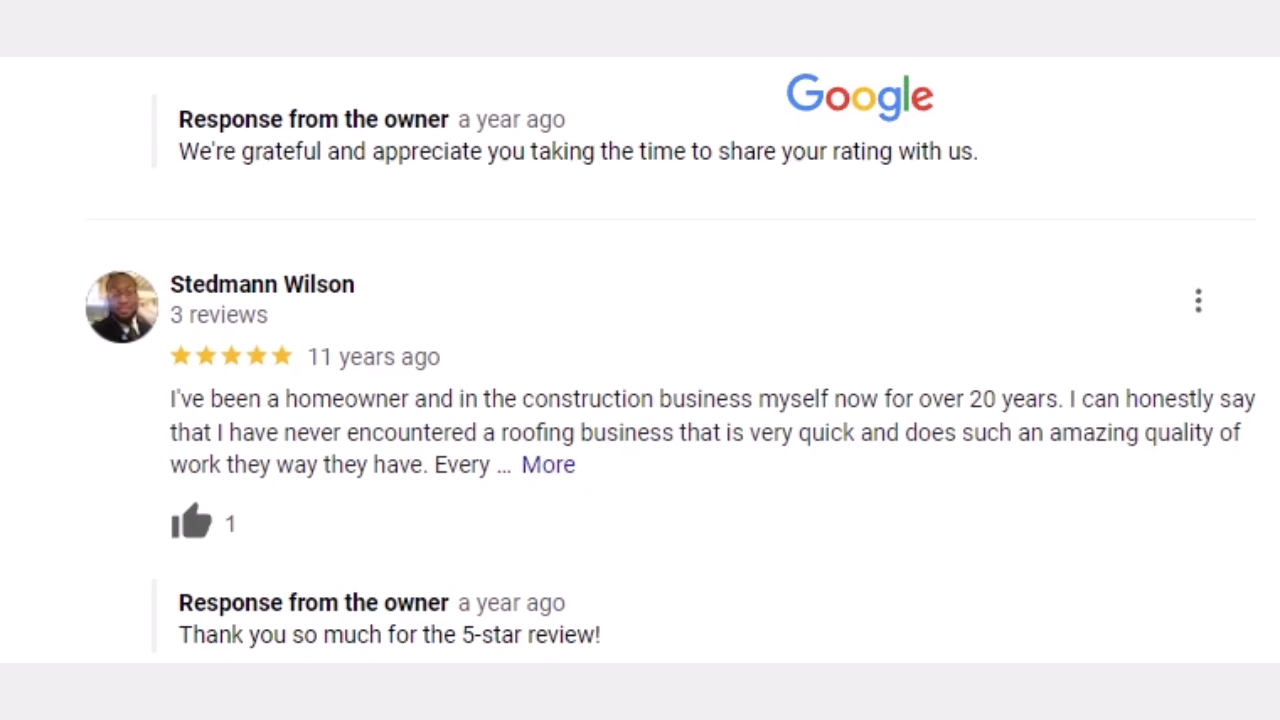 Google
Response from the owner a year ago
We're grateful and appreciate you taking the time to share your rating with us.
Stedmann Wilson
3 reviews
11 years ago
I've been a homeowner and in the construction business myself now for over 20 years. I can honestly say
that I have never encountered a roofing business that is very quick and does such an amazing quality of
work they way they have. Every ... More
1
Response from the owner a year ago
Thank you so much for the 5-star review!